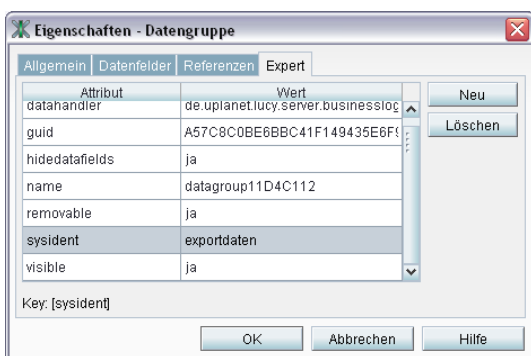 Eigenschaften - Datengruppe
Allgemein Datenfelder Referenzen Expert
Attribut Wert
datahandler de.uplanet.lucy.server.businesslog
guid A57C8C0BE6BBC41F149435E6F9
hidedatafields ja
name datagroup11D4C112
removable ja
sysident exportdaten
visible ja
Neu
Löschen
Key: [sysident]
OK Abbrechen Hilfe